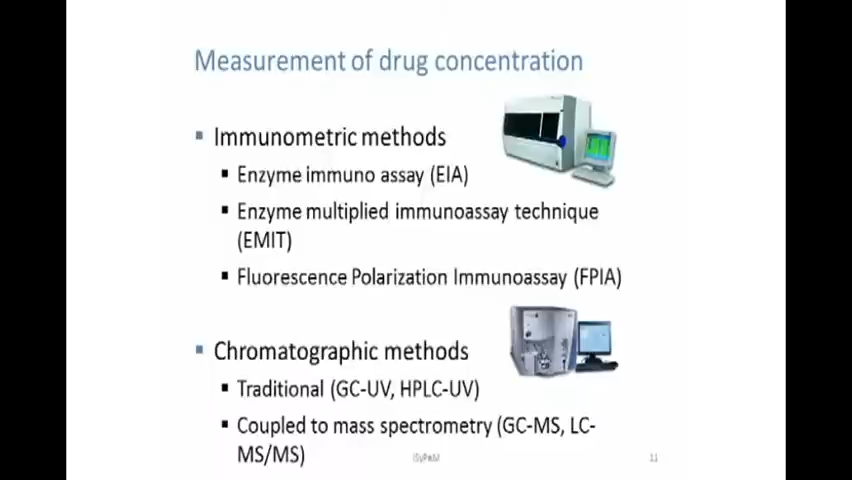 Measurement of drug concentration
▪ Immunometric methods
▪ Enzyme immuno assay (EIA)
▪ Enzyme multiplied immunoassay technique
(EMIT)
▪ Fluorescence Polarization Immunoassay (FPIA)
▪ Chromatographic methods
▪ Traditional (GC-UV, HPLC-UV)
▪ Coupled to mass spectrometry (GC-MS, LC-
MS/MS)
11